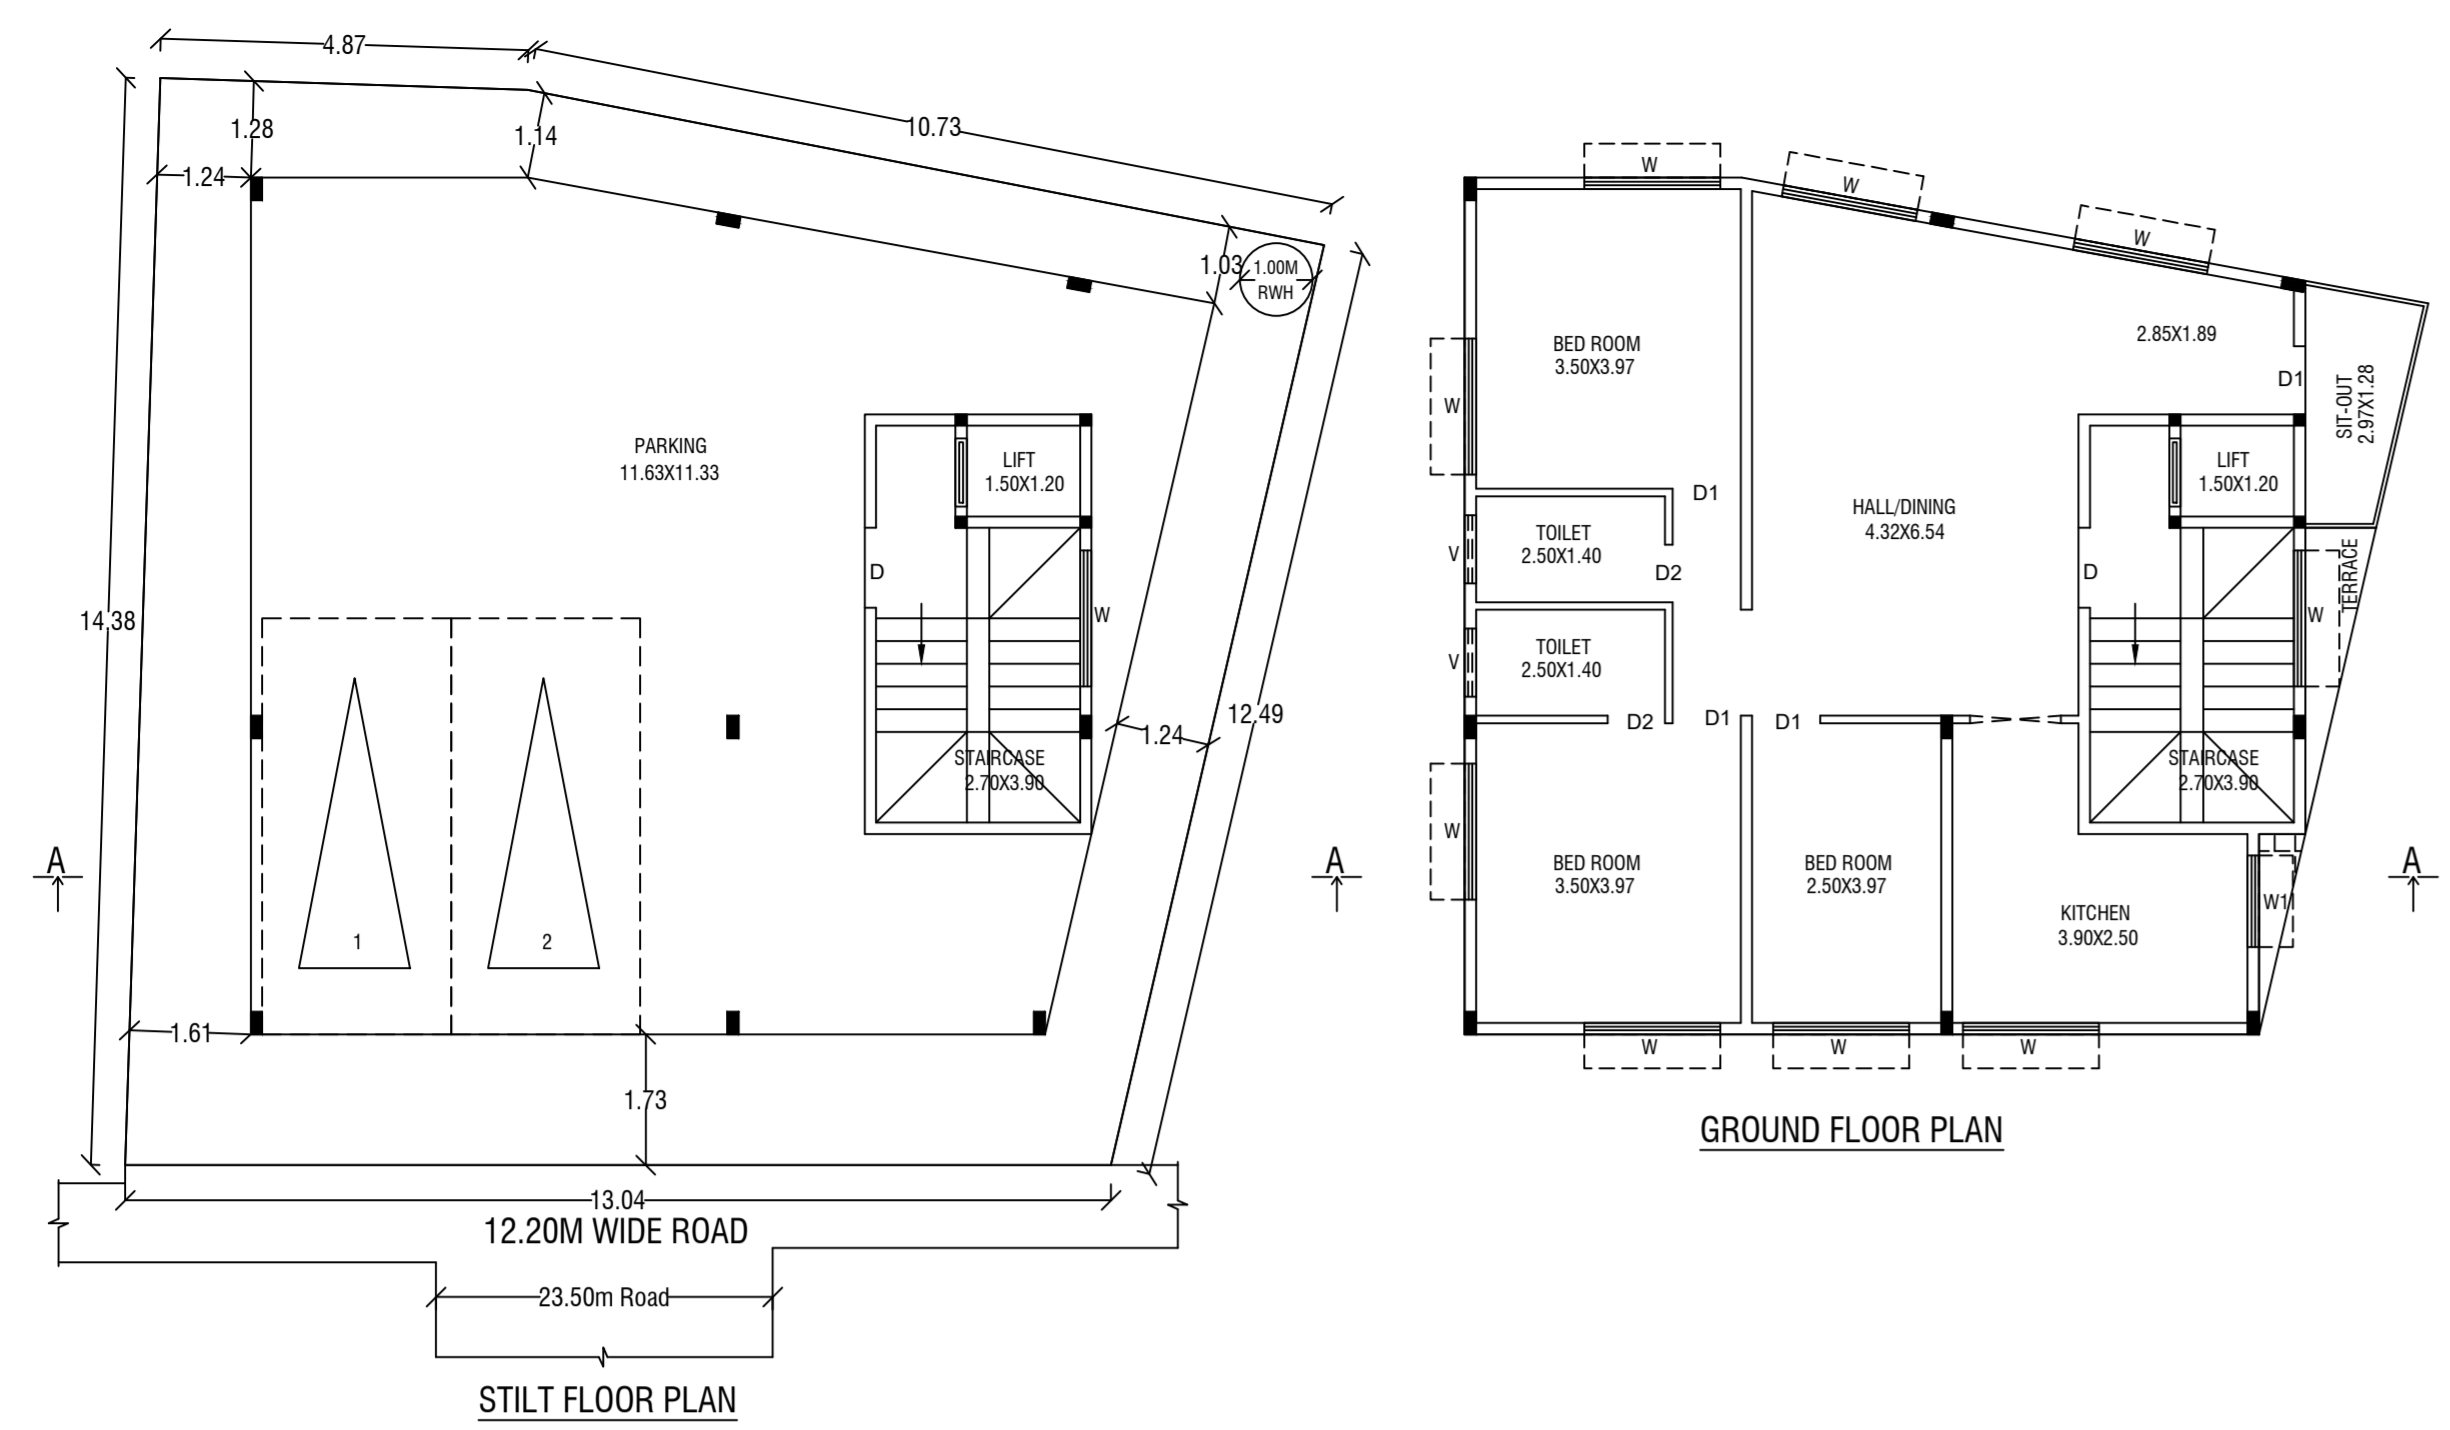 4.87
10.73
1.28
1.14
1.24
1.03
1.00M
RWH
PARKING
11.63X11.33
LIFT
1.50X1.20
D
W
14.38
12.49
1.24
STAIRCASE
2.70X3.90
1
2
A
A
1.61
1.73
13.04
12.20M WIDE ROAD
23.50m Road
STILT FLOOR PLAN
W
W
W
BED ROOM
3.50X3.97
2.85X1.89
D1
SIT-OUT
2.97X1.28
W
LIFT
1.50X1.20
D1
HALL/DINING
4.32X6.54
TOILET
2.50X1.40
V
D2
D
TERRACE
W
TOILET
2.50X1.40
V
D2
D1
D1
STAIRCASE
2.70X3.90
W
BED ROOM
3.50X3.97
BED ROOM
2.50X3.97
KITCHEN
3.90X2.50
W1
A
W
W
W
GROUND FLOOR PLAN